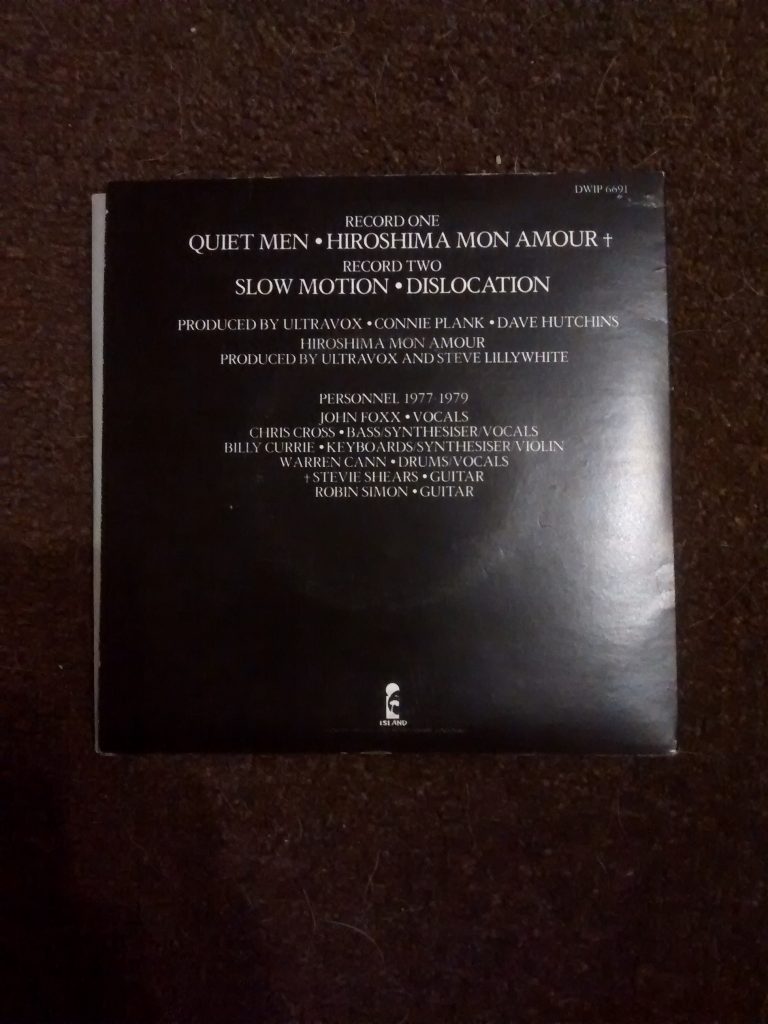 DWIP 6691
RECORD ONE
QUIET MEN • HIROSHIMA MON AMOUR †
RECORD TWO
SLOW MOTION • DISLOCATION
PRODUCED BY ULTRAVOX • CONNIE PLANK • DAVE HUTCHINS
HIROSHIMA MON AMOUR
PRODUCED BY ULTRAVOX AND STEVE LILLYWHITE
PERSONNEL 1977-1979
JOHN FOXX • VOCALS
CHRIS CROSS • BASS/SYNTHESISER/VOCALS
BILLY CURRIE • KEYBOARDS/SYNTHESISER/VIOLIN
WARREN CANN • DRUMS/VOCALS
† STEVIE SHEARS • GUITAR
ROBIN SIMON • GUITAR
ISLAND